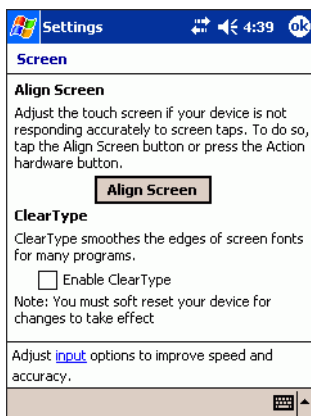 Settings 4:39 ok
Screen
Align Screen
Adjust the touch screen if your device is not
responding accurately to screen taps. To do so,
tap the Align Screen button or press the Action
hardware button.
Align Screen
ClearType
ClearType smoothes the edges of screen fonts
for many programs.
Enable ClearType
Note: You must soft reset your device for
changes to take effect
Adjust input options to improve speed and
accuracy.